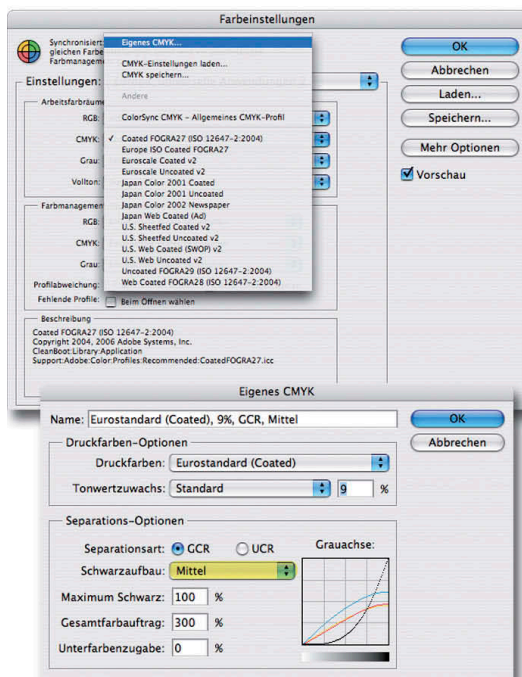 Farbeinstellungen
Synchronisiert:
gleichen Farbe
Farbmanagem
Eigenes CMYK...
CMYK-Einstellungen laden...
CMYK speichern...
Andere
ColorSync CMYK – Allgemeines CMYK-Profil
✓ Coated FOGRA27 (ISO 12647-2:2004)
Europe ISO Coated FOGRA27
Euroscale Coated v2
Euroscale Uncoated v2
Japan Color 2001 Coated
Japan Color 2001 Uncoated
Japan Color 2002 Newspaper
Japan Web Coated (Ad)
U.S. Sheetfed Coated v2
U.S. Sheetfed Uncoated v2
U.S. Web Coated (SWOP) v2
U.S. Web Uncoated v2
Uncoated FOGRA29 (ISO 12647-2:2004)
Web Coated FOGRA28 (ISO 12647-2:2004)
Einstellungen:
Arbeitsfarbräume
RGB:
CMYK:
Grau:
Vollton:
Farbmanagemen
RGB:
CMYK:
Grau:
Profilabweichung:
Fehlende Profile: Beim Öffnen wählen
Beschreibung
Coated FOGRA27 (ISO 12647-2:2004)
Copyright 2004, 2006 Adobe Systems, Inc.
CleanBoot:Library:Application
Support:Adobe:Color:Profiles:Recommended:CoatedFOGRA27.icc
OK
Abbrechen
Laden...
Speichern...
Mehr Optionen
Vorschau
Eigenes CMYK
Name: Eurostandard (Coated), 9%, GCR, Mittel
OK
Abbrechen
Druckfarben-Optionen
Druckfarben: Eurostandard (Coated)
Tonwertzuwachs: Standard 9 %
Separations-Optionen
Separationsart: GCR UCR
Schwarzaufbau: Mittel
Maximum Schwarz: 100 %
Gesamtfarbauftrag: 300 %
Unterfarbenzugabe: 0 %
Grauachse: